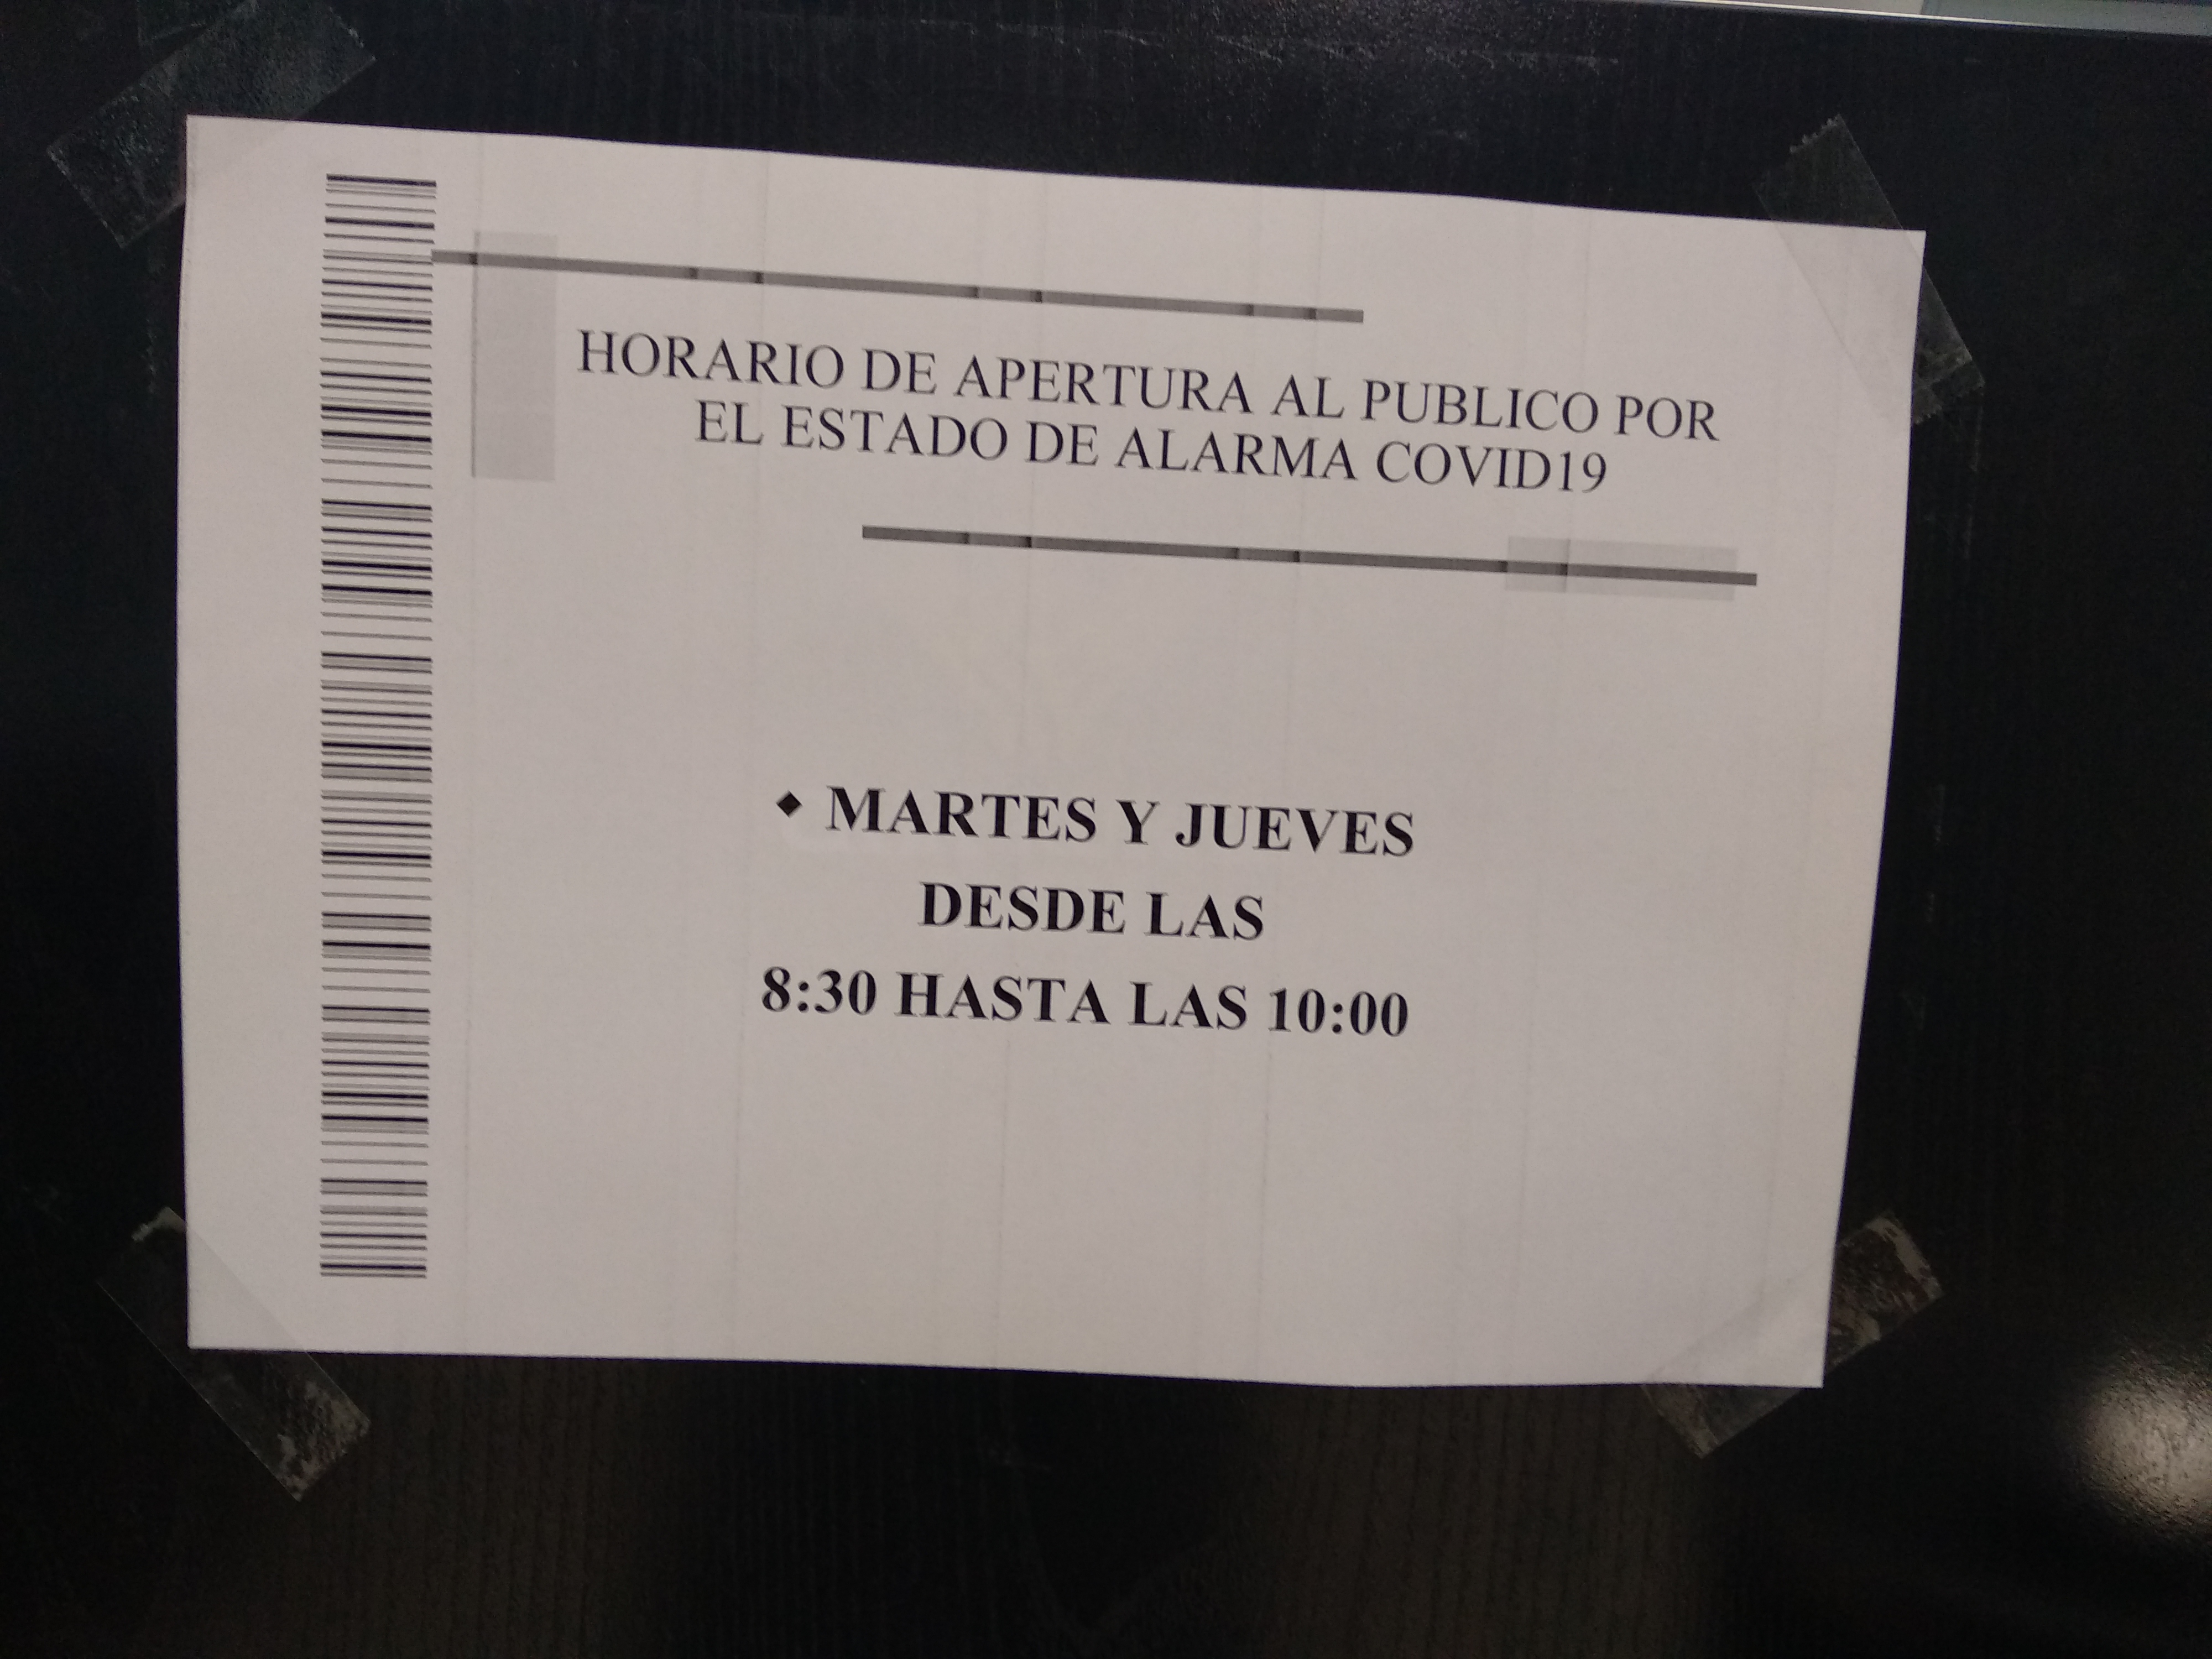 HORARIO DE APERTURA AL PUBLICO POR
EL ESTADO DE ALARMA COVID19
◆ MARTES Y JUEVES
DESDE LAS
8:30 HASTA LAS 10:00